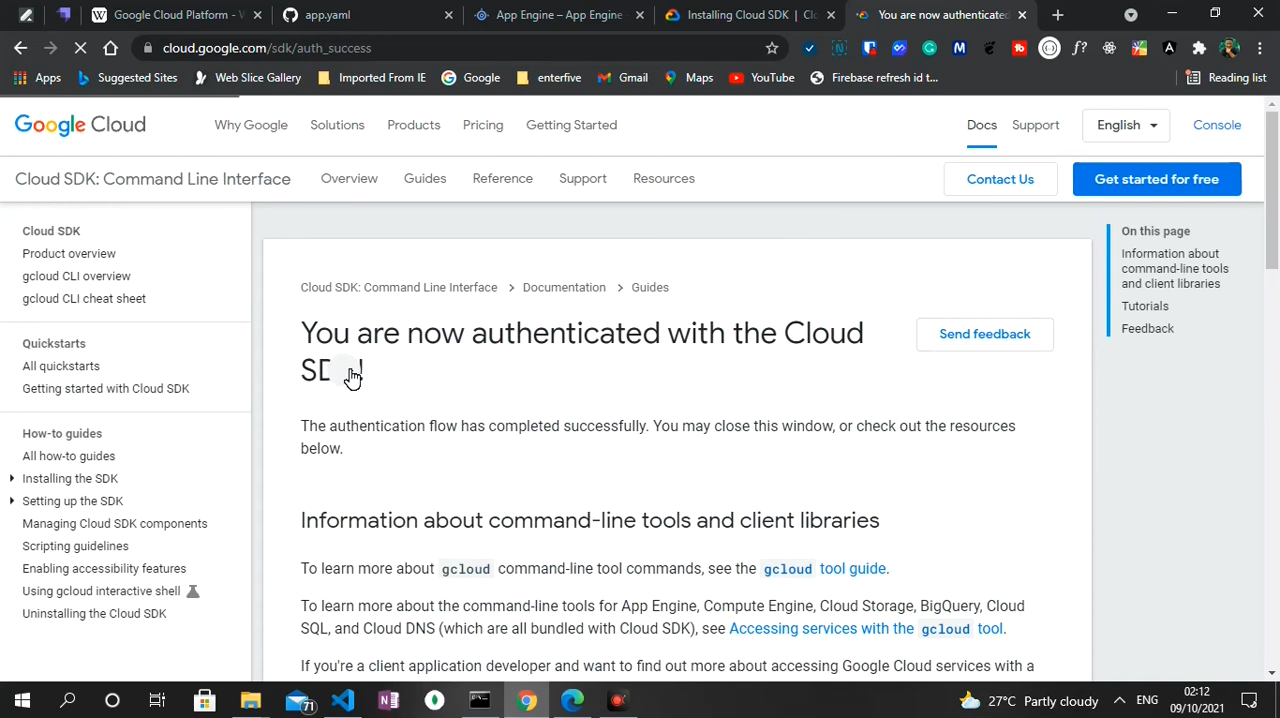 Google Cloud Platform - W
app.yaml
App Engine – App Engine
Installing Cloud SDK | Cl
You are now authenticated
cloud.google.com/sdk/auth_success
Apps
Suggested Sites
Web Slice Gallery
Imported From IE
Google
enterfive
Gmail
Maps
YouTube
Firebase refresh id t...
Reading list
Google Cloud
Why Google
Solutions
Products
Pricing
Getting Started
Docs
Support
English
Console
Cloud SDK: Command Line Interface
Overview
Guides
Reference
Support
Resources
Contact Us
Get started for free
Cloud SDK
Product overview
gcloud CLI overview
gcloud CLI cheat sheet
Quickstarts
All quickstarts
Getting started with Cloud SDK
How-to guides
All how-to guides
Installing the SDK
Setting up the SDK
Managing Cloud SDK components
Scripting guidelines
Enabling accessibility features
Using gcloud interactive shell
Uninstalling the Cloud SDK
Cloud SDK: Command Line Interface > Documentation > Guides
You are now authenticated with the Cloud
Send feedback
The authentication flow has completed successfully. You may close this window, or check out the resources
below.
Information about command-line tools and client libraries
To learn more about gcloud command-line tool commands, see the gcloud tool guide.
To learn more about the command-line tools for App Engine, Compute Engine, Cloud Storage, BigQuery, Cloud
SQL, and Cloud DNS (which are all bundled with Cloud SDK), see Accessing services with the gcloud tool.
If you're a client application developer and want to find out more about accessing Google Cloud services with a
On this page
Information about
command-line tools
and client libraries
Tutorials
Feedback
71
27°C Partly cloudy
ENG
02:12
09/10/2021